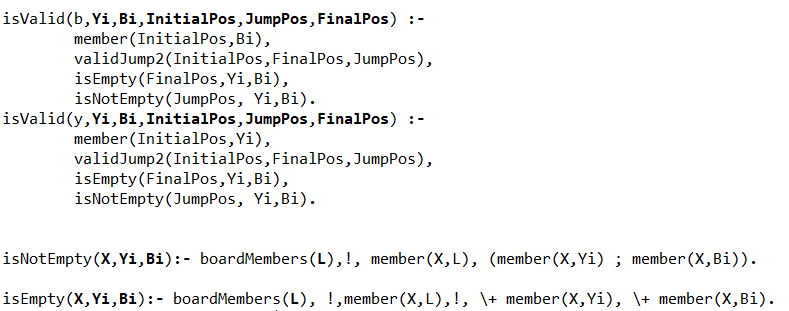 isValid(b,Yi,Bi,InitialPos,JumpPos,FinalPos) :-
member(InitialPos,Bi),
validJump2(InitialPos,FinalPos,JumpPos),
isEmpty(FinalPos,Yi,Bi),
isNotEmpty(JumpPos, Yi,Bi).
isValid(y,Yi,Bi,InitialPos,JumpPos,FinalPos) :-
member(InitialPos,Yi),
validJump2(InitialPos,FinalPos,JumpPos),
isEmpty(FinalPos,Yi,Bi),
isNotEmpty(JumpPos, Yi,Bi).
isNotEmpty(X,Yi,Bi):- boardMembers(L),!, member(X,L), (member(X,Yi) ; member(X,Bi)).
isEmpty(X,Yi,Bi):- boardMembers(L), !,member(X,L),!, \+ member(X,Yi), \+ member(X,Bi).